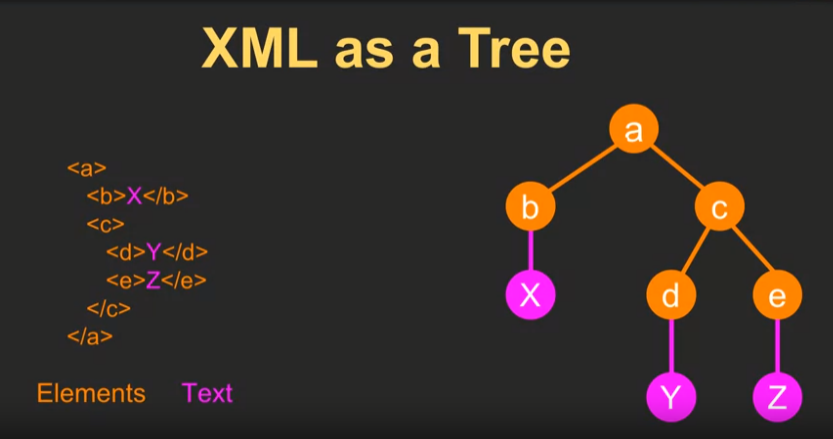 XML as a Tree
<a>
<b>X</b>
<c>
<d>Y</d>
<e>Z</e>
</c>
</a>
Elements Text
a
b c
X d e
Y Z